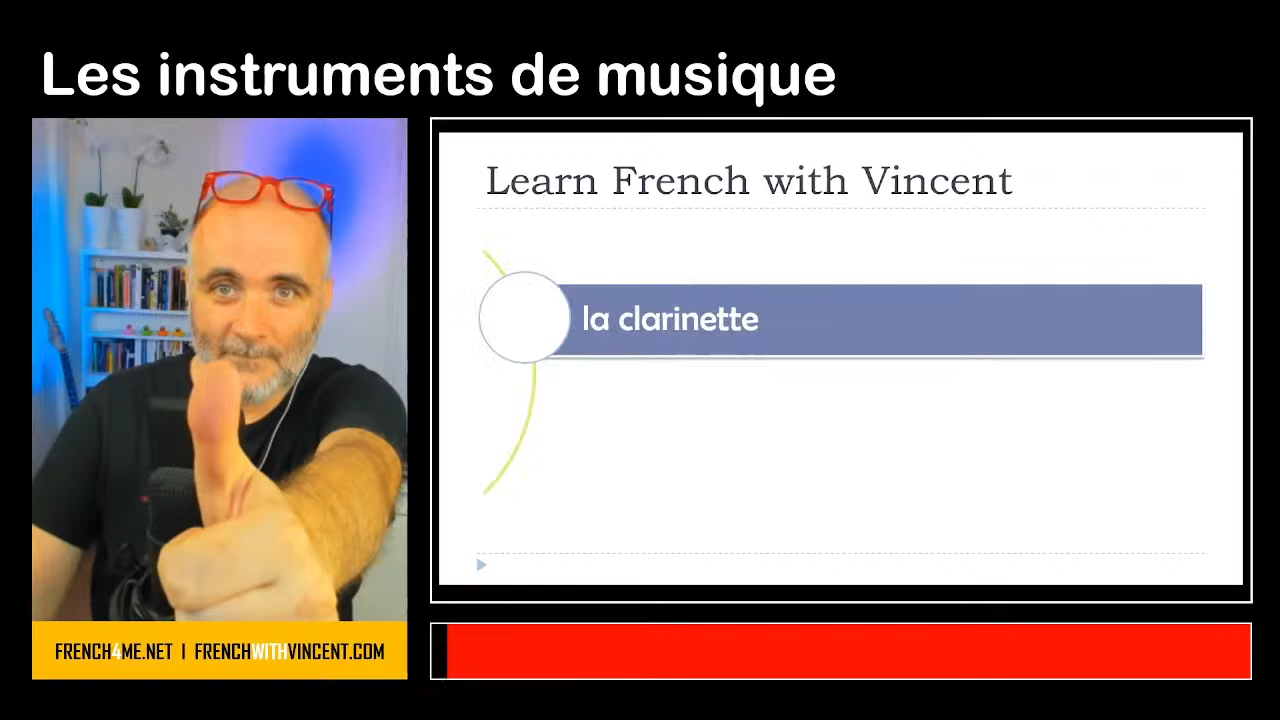 Les instruments de musique
Learn French with Vincent
la clarinette
FRENCH4ME.NET | FRENCHWITHVINCENT.COM